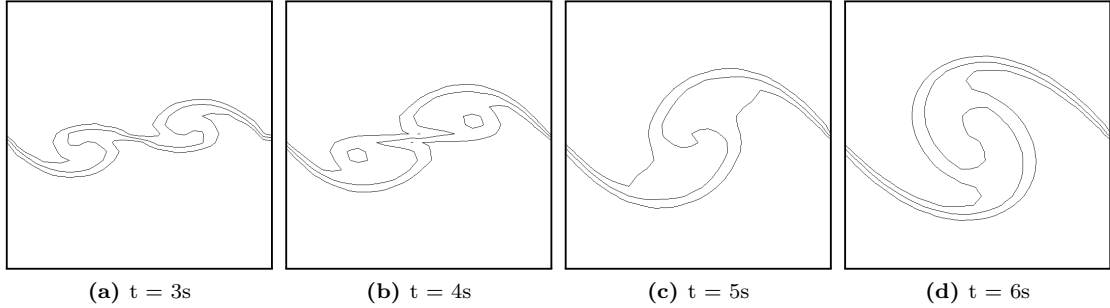 (a) t = 3s
(b) t = 4s
(c) t = 5s
(d) t = 6s